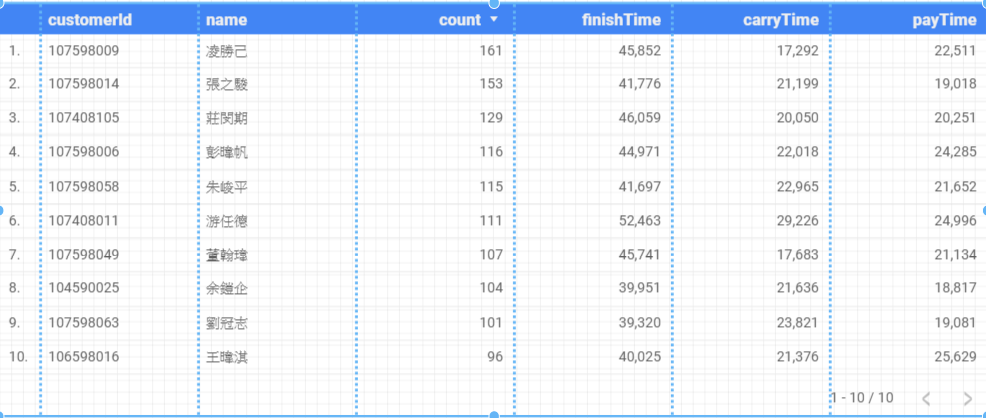 customerId name count finishTime carryTime payTime
1. 107598009 凌勝己 161 45,852 17,292 22,511
2. 107598014 張之駿 153 41,776 21,199 19,018
3. 107408105 莊閔期 129 46,059 20,050 20,251
4. 107598006 彭暐帆 116 44,971 22,018 24,285
5. 107598058 朱峻平 115 41,697 22,965 21,652
6. 107408011 游任德 111 52,463 29,226 24,996
7. 107598049 董翰璋 107 45,741 17,683 21,134
8. 104590025 余鎧企 104 39,951 21,636 18,817
9. 107598063 劉冠志 101 39,320 23,821 19,081
10. 106598016 王暐淇 96 40,025 21,376 25,629
1 - 10 / 10